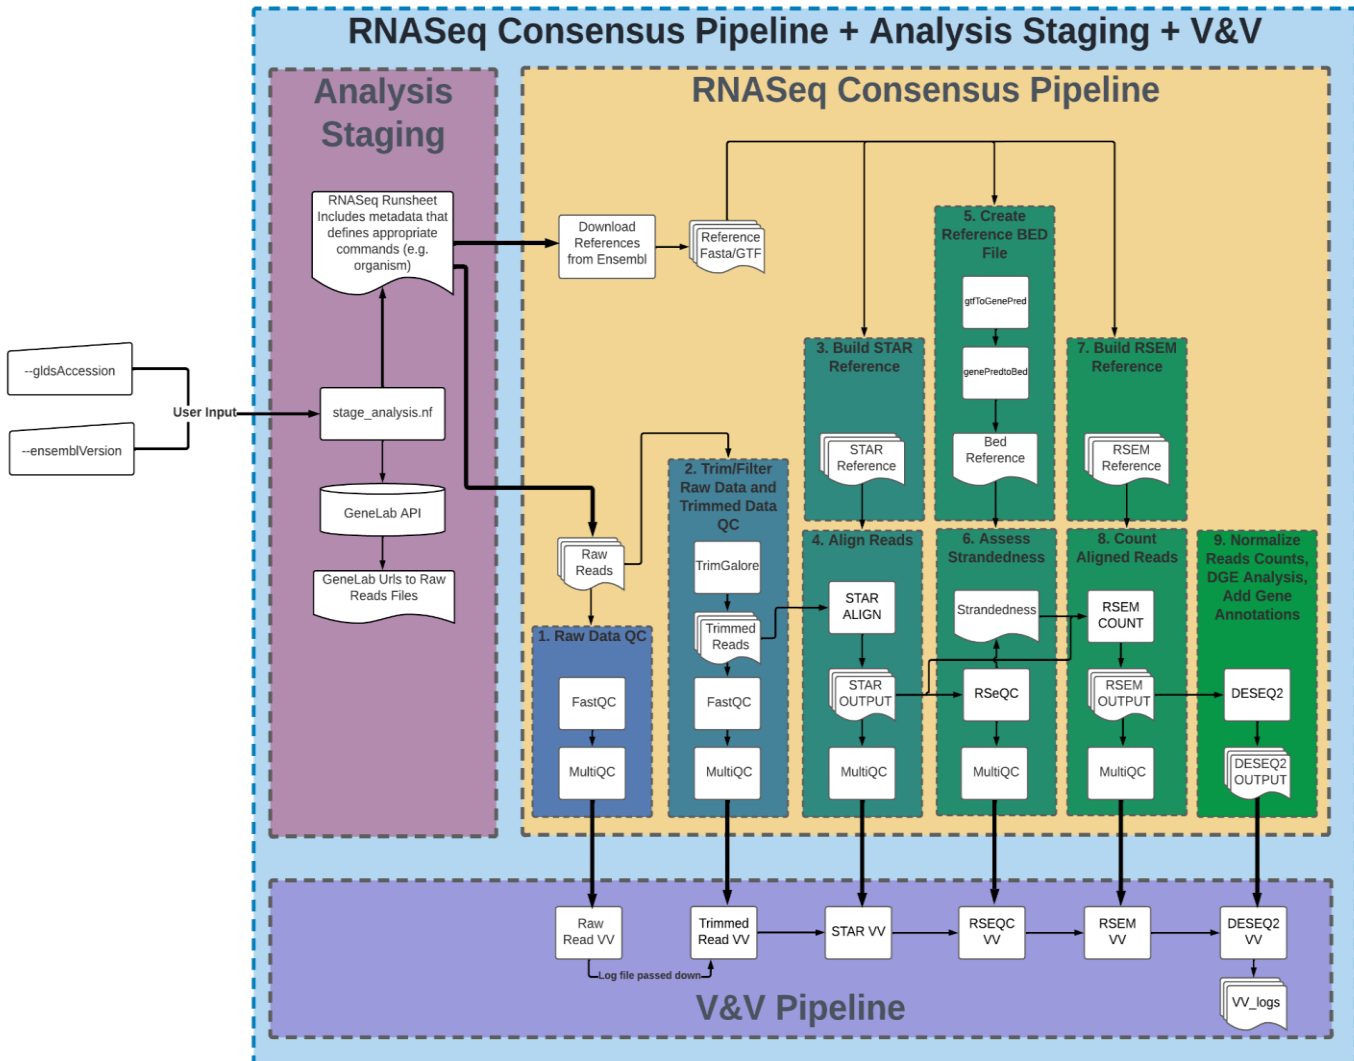 RNASeq Consensus Pipeline + Analysis Staging + V&V
Analysis
Staging
RNASeq Runsheet
Includes metadata that
defines appropriate
commands (e.g.
organism)
--gldsAccession
--ensemblVersion
User Input
stage_analysis.nf
GeneLab API
GeneLab Urls to Raw
Reads Files
RNASeq Consensus Pipeline
Download
References
from Ensembl
Reference
Fasta/GTF
Raw
Reads
1. Raw Data QC
FastQC
MultiQC
2. Trim/Filter
Raw Data and
Trimmed Data
QC
TrimGalore
Trimmed
Reads
FastQC
MultiQC
3. Build STAR
Reference
STAR
Reference
4. Align Reads
STAR
ALIGN
STAR
OUTPUT
MultiQC
5. Create
Reference BED
File
gtfToGenePred
genePredtoBed
Bed
Reference
6. Assess
Strandedness
Strandedness
RSeQC
MultiQC
7. Build RSEM
Reference
RSEM
Reference
8. Count
Aligned Reads
RSEM
COUNT
RSEM
OUTPUT
MultiQC
9. Normalize
Reads Counts,
DGE Analysis,
Add Gene
Annotations
DESEQ2
DESEQ2
OUTPUT
Raw
Read VV
Log file passed down
Trimmed
Read VV
STAR VV
RSEQC
VV
RSEM
VV
DESEQ2
VV
VV_logs
V&V Pipeline